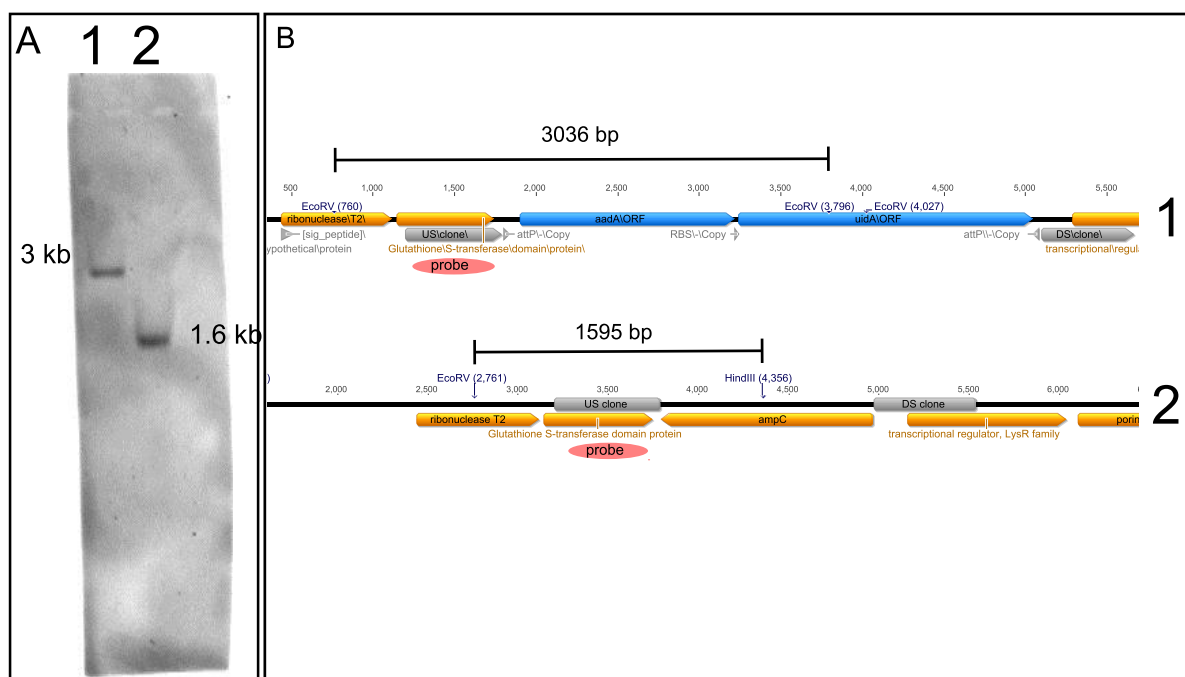 A
1 2
3 kb
1.6 kb
B
3036 bp
500 1,000 1,500 2,000 2,500 3,000 3,500 4,000 4,500 5,000 5,500
EcoRV (760) EcoRV (3,796) EcoRV (4,027)
ribonuclease\T2\ aadA\ORF uidA\ORF
1
[sig_peptide]\ US\clone\ attP\-\Copy RBS\-\Copy attP\\-\Copy DS\clone\
ypothetical\protein Glutathione\S-transferase\domain\protein\ transcriptional\regula
probe
1595 bp
EcoRV (2,761) HindIII (4,356)
) 2,000 2,500 3,000 3,500 4,000 4,500 5,000 5,500 6,000 6
US clone DS clone
2
ribonuclease T2 ampC porin
Glutathione S-transferase domain protein transcriptional regulator, LysR family
probe